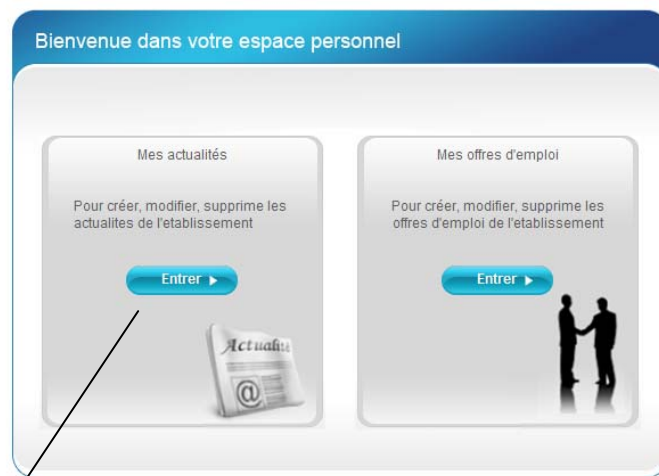 Bienvenue dans votre espace personnel
Mes actualités
Pour créer, modifier, supprime les
actualites de l'etablissement
Entrer
Actualité
@
Mes offres d'emploi
Pour créer, modifier, supprime les
offres d'emploi de l'etablissement
Entrer